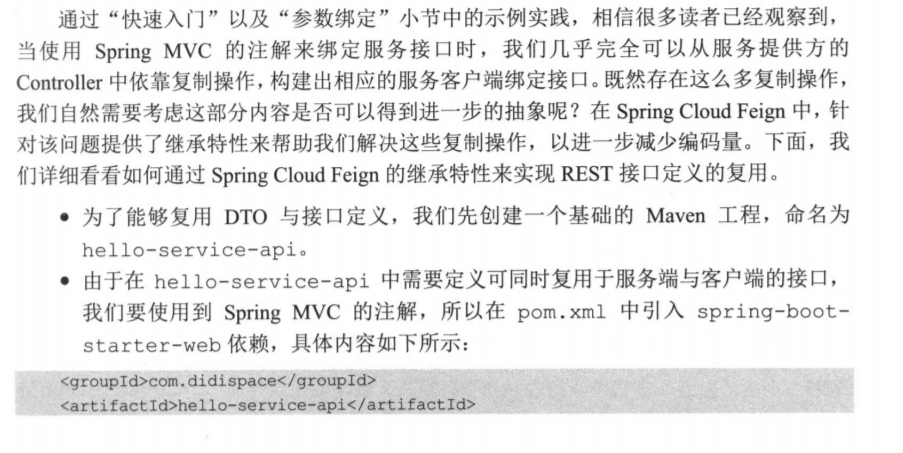 通过“快速入门”以及“参数绑定”小节中的示例实践，相信很多读者已经观察到，
当使用 Spring MVC 的注解来绑定服务接口时，我们几乎完全可以从服务提供方的
Controller 中依靠复制操作，构建出相应的服务客户端绑定接口。既然存在这么多复制操作，
我们自然需要考虑这部分内容是否可以得到进一步的抽象呢？在 Spring Cloud Feign 中，针
对该问题提供了继承特性来帮助我们解决这些复制操作，以进一步减少编码量。下面，我
们详细看看如何通过 Spring Cloud Feign 的继承特性来实现 REST 接口定义的复用。
● 为了能够复用 DTO 与接口定义，我们先创建一个基础的 Maven 工程，命名为
hello-service-api。
● 由于在 hello-service-api 中需要定义可同时复用于服务端与客户端的接口，
我们要使用到 Spring MVC 的注解，所以在 pom.xml 中引入 spring-boot-
starter-web 依赖，具体内容如下所示：
<groupId>com.didispace</groupId>
<artifactId>hello-service-api</artifactId>